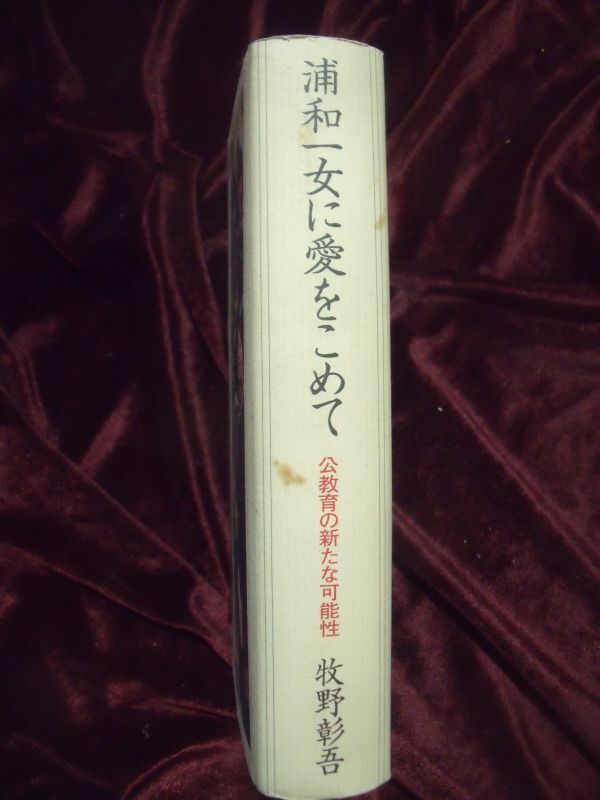 浦和一女に愛をこめて
公教育の新たな可能性
牧野彰吾